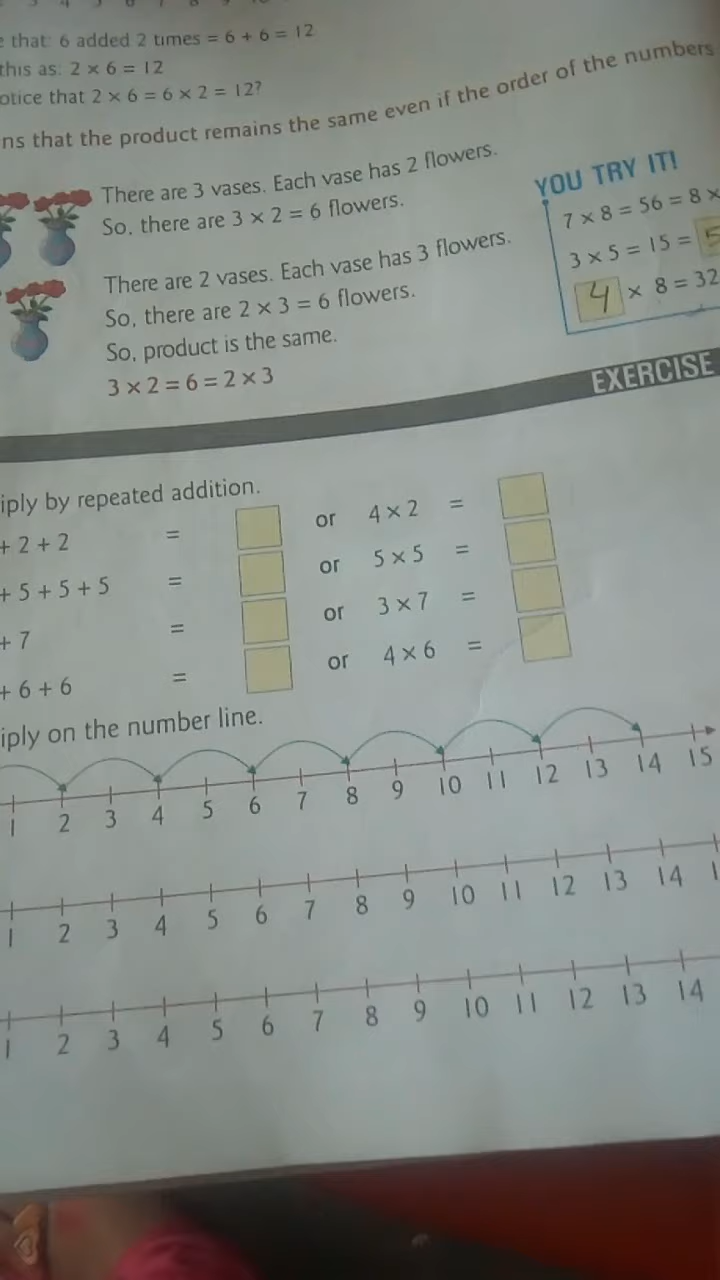 that: 6 added 2 times = 6 + 6 = 12
this as: 2 × 6 = 12
otice that 2 × 6 = 6 × 2 = 12?
ns that the product remains the same even if the order of the numbers
There are 3 vases. Each vase has 2 flowers.
So, there are 3 × 2 = 6 flowers.
There are 2 vases. Each vase has 3 flowers.
So, there are 2 × 3 = 6 flowers.
So, product is the same.
3 × 2 = 6 = 2 × 3
YOU TRY IT!
7 × 8 = 56 = 8 ×
3 × 5 = 15 = 5
4 × 8 = 32
EXERCISE
iply by repeated addition.
+ 2 + 2 = or 4 × 2 =
+ 5 + 5 + 5 = or 5 × 5 =
+ 7 = or 3 × 7 =
+ 6 + 6 = or 4 × 6 =
iply on the number line.
1 2 3 4 5 6 7 8 9 10 11 12 13 14 15
1 2 3 4 5 6 7 8 9 10 11 12 13 14 1
1 2 3 4 5 6 7 8 9 10 11 12 13 14